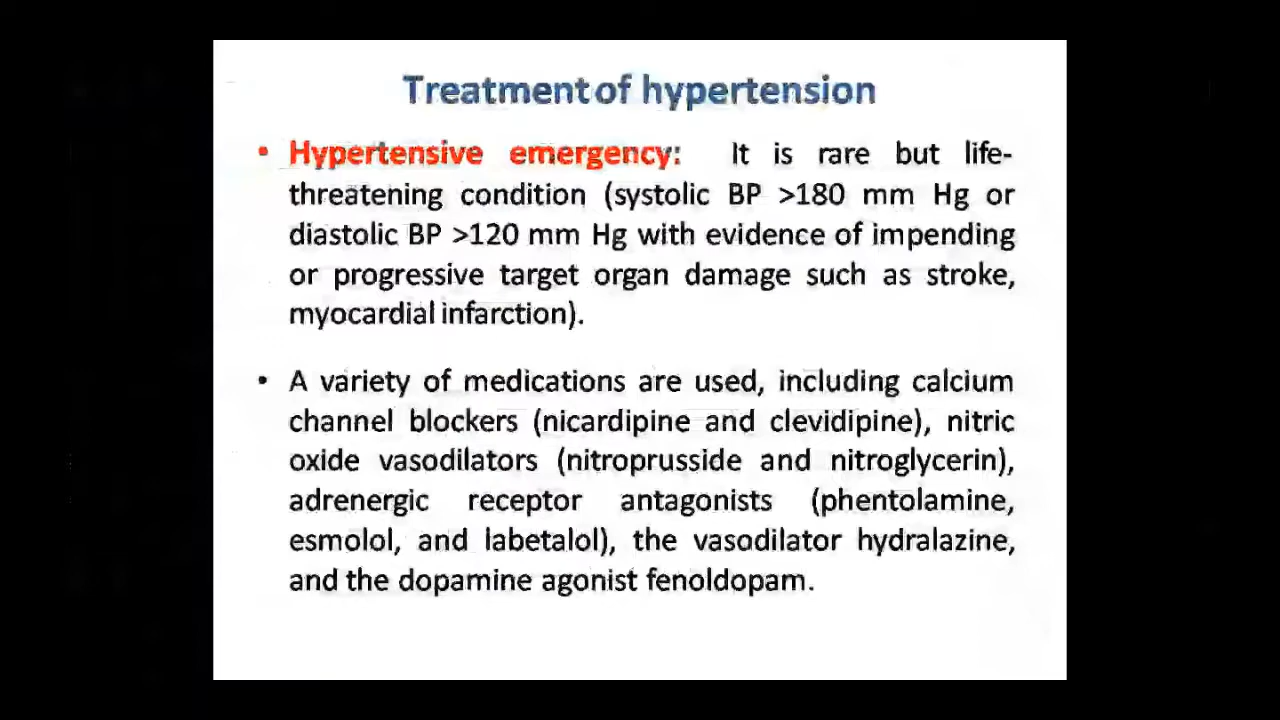 Treatment of hypertension
• Hypertensive emergency: It is rare but life-
threatening condition (systolic BP >180 mm Hg or
diastolic BP >120 mm Hg with evidence of impending
or progressive target organ damage such as stroke,
myocardial infarction).
• A variety of medications are used, including calcium
channel blockers (nicardipine and clevidipine), nitric
oxide vasodilators (nitroprusside and nitroglycerin),
adrenergic receptor antagonists (phentolamine,
esmolol, and labetalol), the vasodilator hydralazine,
and the dopamine agonist fenoldopam.